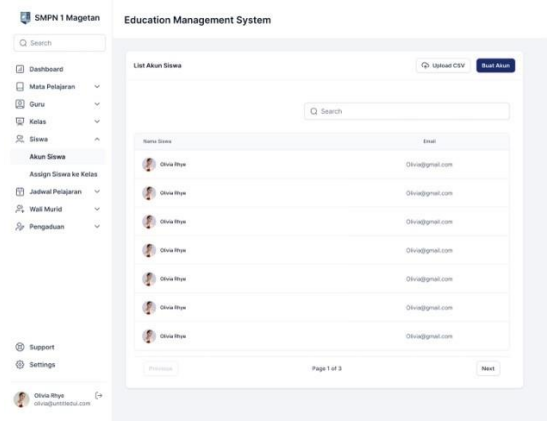 SMPN 1 Magetan
Search
Dashboard
Mata Pelajaran
Guru
Kelas
Siswa
Akun Siswa
Assign Siswa ke Kelas
Jadwal Pelajaran
Wali Murid
Pengaduan
Support
Settings
Olivia Rhye
olivia@untitledui.com
Education Management System
List Akun Siswa
Upload CSV
Buat Akun
Search
Nama Siswa Email
Olivia Rhye Olivia@gmail.com
Olivia Rhye Olivia@gmail.com
Olivia Rhye Olivia@gmail.com
Olivia Rhye Olivia@gmail.com
Olivia Rhye Olivia@gmail.com
Olivia Rhye Olivia@gmail.com
Olivia Rhye Olivia@gmail.com
Previous Page 1 of 3 Next